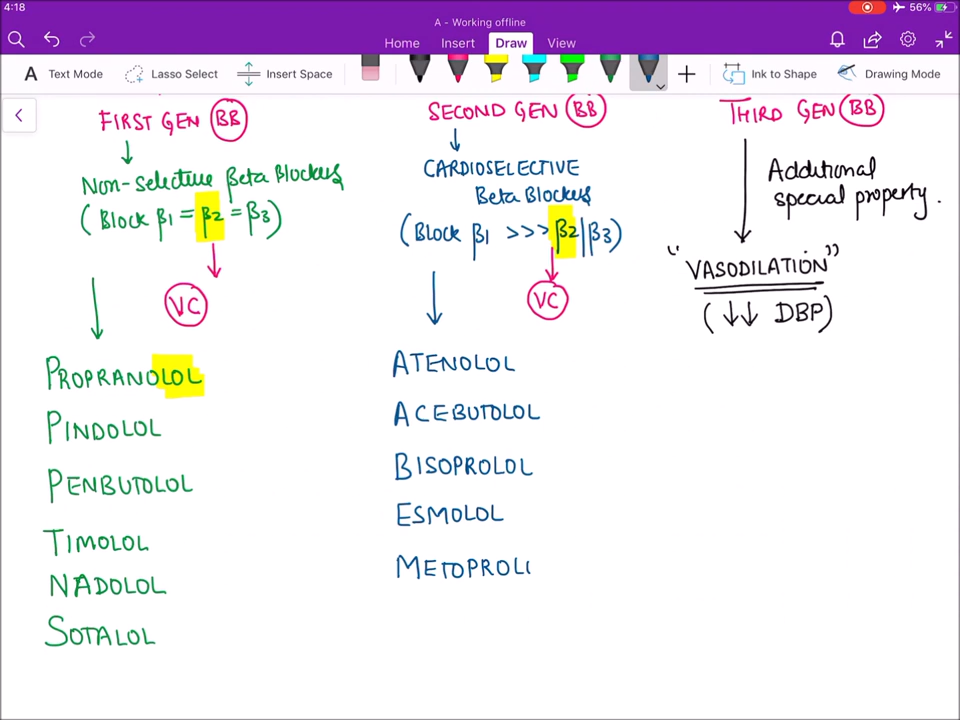 4:18
56%
A - Working offline
Home Insert Draw View
A Text Mode Lasso Select Insert Space Ink to Shape Drawing Mode
FIRST GEN BB
Non-Selective Beta Blockers
(Block β1 = β2 = β3)
VC
PROPRANOLOL
PINDOLOL
PENBUTOLOL
TIMOLOL
NADOLOL
SOTALOL
SECOND GEN BB
CARDIOSELECTIVE
Beta Blockers
(Block β1 >>> β2|β3)
VC
ATENOLOL
ACEBUTOLOL
BISOPROLOL
ESMOLOL
METOPROLI
THIRD GEN BB
Additional
special property.
"VASODILATION"
(↓↓ DBP)